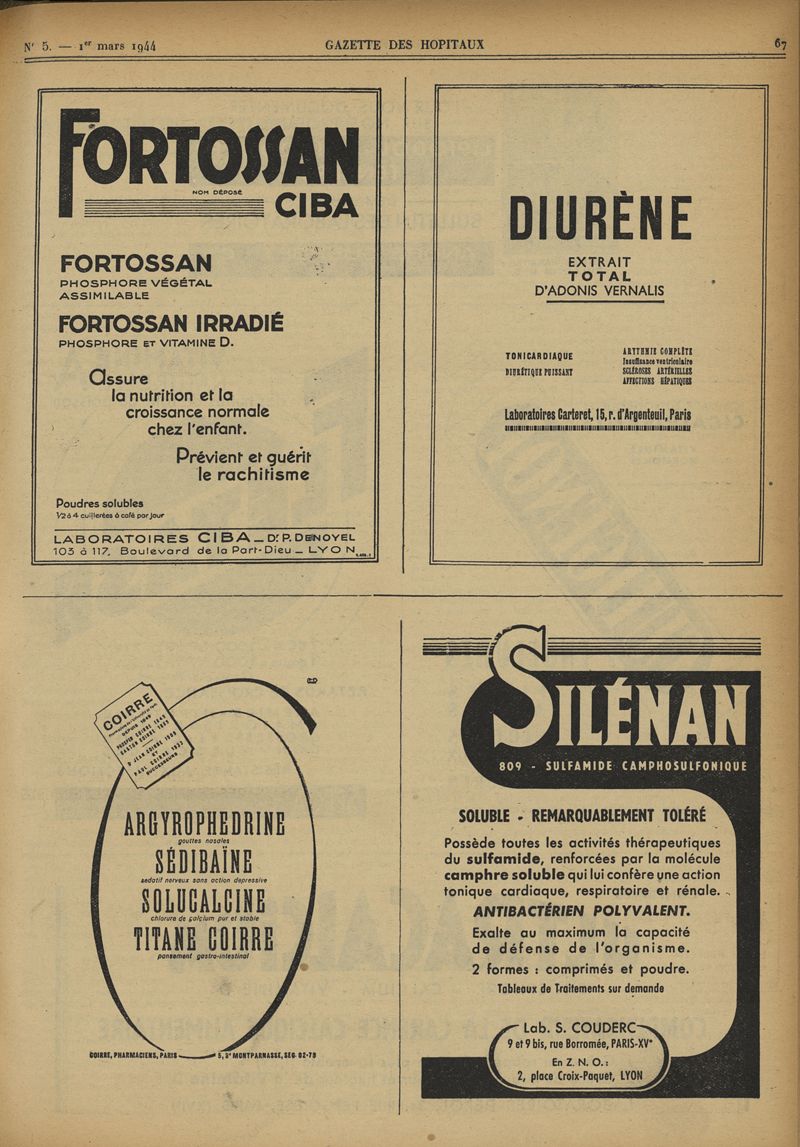 N° 5. — 1er mars 1944
GAZETTE DES HOPITAUX
67
FORTOSSAN
NOM DÉPOSÉ
CIBA
FORTOSSAN
PHOSPHORE VÉGÉTAL
ASSIMILABLE
FORTOSSAN IRRADIÉ
PHOSPHORE ET VITAMINE D.
Assure
la nutrition et la
croissance normale
chez l'enfant.
Prévient et guérit
le rachitisme
Poudres solubles
1/2 à 4 cuillerées à café par jour
LABORATOIRES CIBA _ Dr. P. DENOYEL
103 à 117, Boulevard de la Part-Dieu _ LYON
DIURÈNE
EXTRAIT
TOTAL
D'ADONIS VERNALIS
TONICARDIAQUE
DIURÉTIQUE PUISSANT
ARYTHMIE COMPLÈTE
Insuffisance ventriculaire
SCLÉROSES ARTÉRIELLES
AFFECTIONS HÉPATIQUES
Laboratoires Carteret, 15, r. d'Argenteuil, Paris
COIRRE
DEPUIS
ET
SUCCESSEURS
ARGYROPHEDRINE
gouttes nasales
SÉDIBAÏNE
sédatif nerveux sans action depressive
SOLUCALCINE
chlorure de calcium pur et stable
TITANE COIRRE
pansement gastro-intestinal
COIRRE, PHARMACIENS, PARIS — 5, Bd MONTPARNASSE, SEG. 02-78
SILÉNAN
809 - SULFAMIDE CAMPHOSULFONIQUE
SOLUBLE - REMARQUABLEMENT TOLÉRÉ
Possède toutes les activités thérapeutiques
du sulfamide, renforcées par la molécule
camphre soluble qui lui confère une action
tonique cardiaque, respiratoire et rénale.
ANTIBACTÉRIEN POLYVALENT.
Exalte au maximum la capacité
de défense de l'organisme.
2 formes : comprimés et poudre.
Tableaux de Traitements sur demande
Lab. S. COUDERC
9 et 9 bis, rue Borromée, PARIS-XVe
En Z. N. O. :
2, place Croix-Paquet, LYON